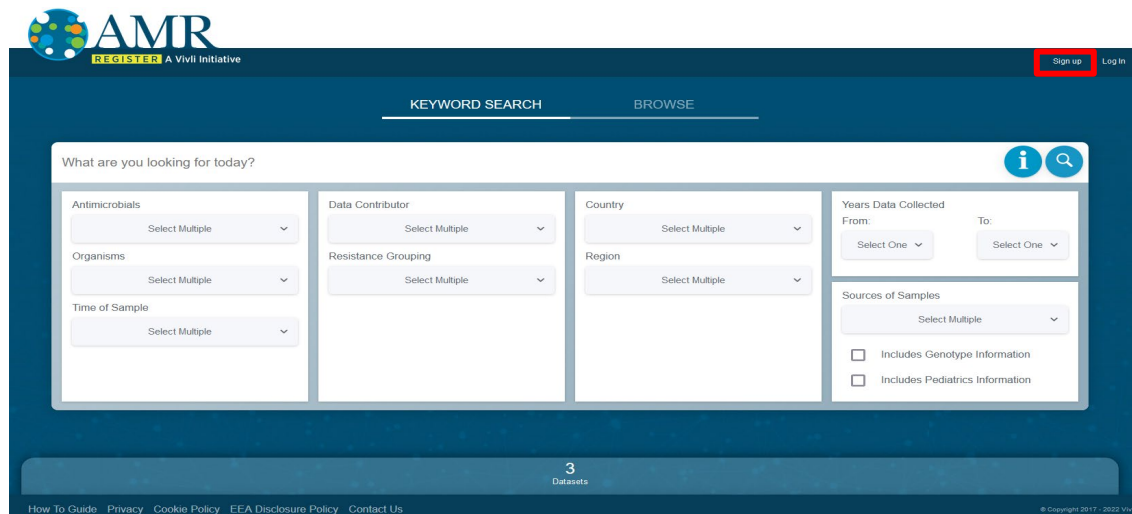 AMR
REGISTER A Vivli Initiative
Sign up Log In
KEYWORD SEARCH BROWSE
What are you looking for today?
i
Antimicrobials
Select Multiple
Organisms
Select Multiple
Time of Sample
Select Multiple
Data Contributor
Select Multiple
Resistance Grouping
Select Multiple
Country
Select Multiple
Region
Select Multiple
Years Data Collected
From: To:
Select One Select One
Sources of Samples
Select Multiple
Includes Genotype Information
Includes Pediatrics Information
3
Datasets
How To Guide Privacy Cookie Policy EEA Disclosure Policy Contact Us
© Copyright 2017 - 2022 Viv